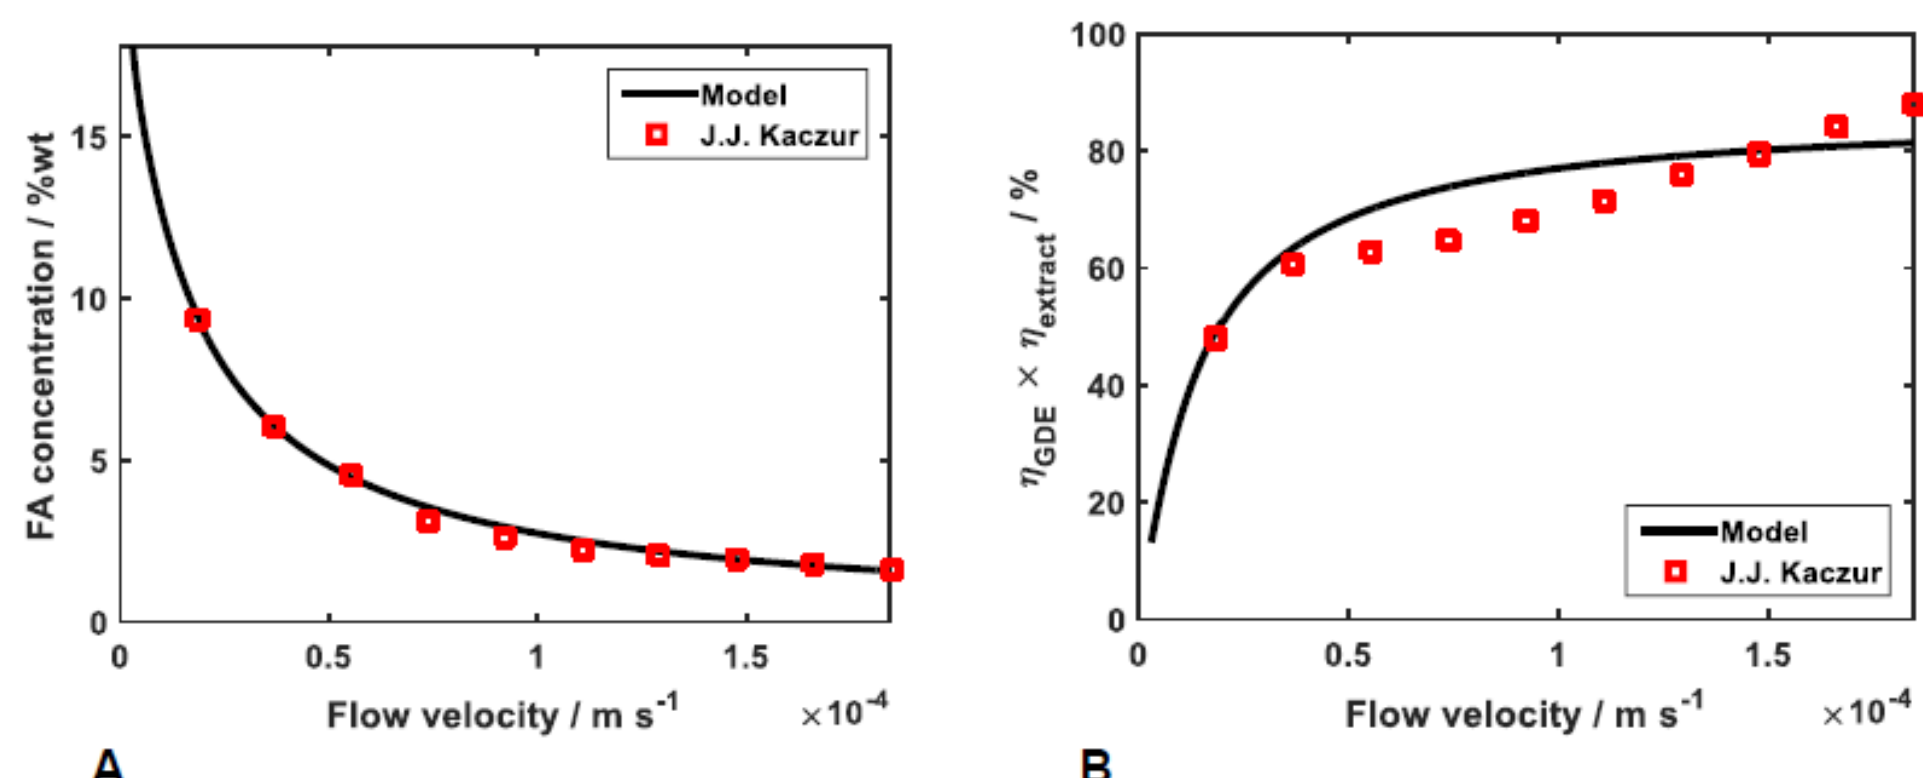 FA concentration / %wt
15
10
5
0
Model
J.J. Kaczur
0 0.5 1 1.5
Flow velocity / m s-1
×10-4
A
ηGDE × ηextract / %
100
80
60
40
20
0
Model
J.J. Kaczur
0 0.5 1 1.5
Flow velocity / m s-1
×10-4
B